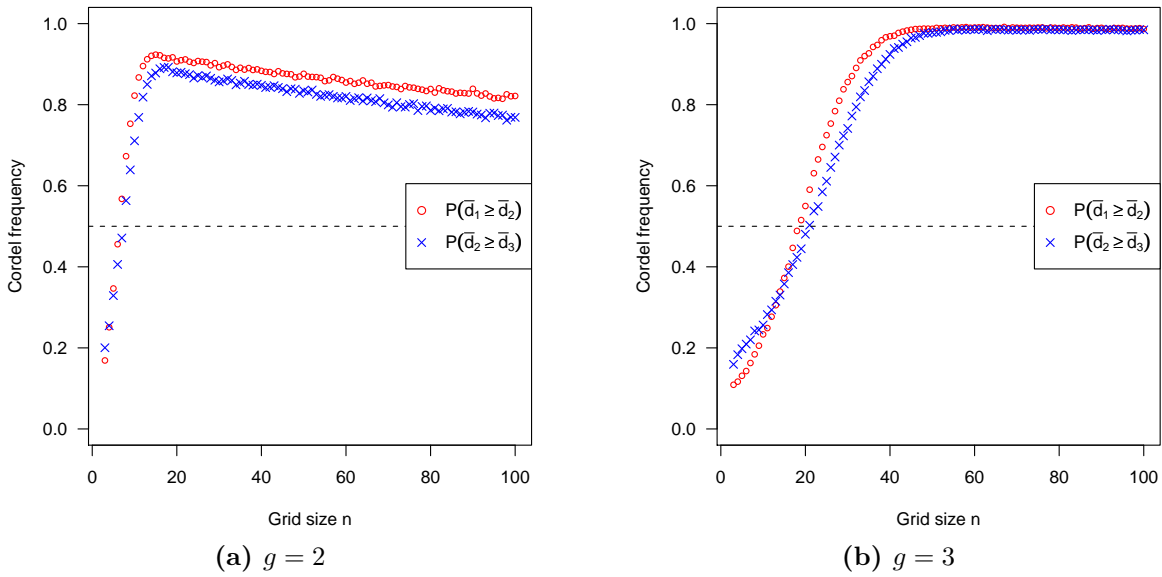 1.0
0.8
0.6
0.4
0.2
0.0
Cordel frequency
P(d̄₁ ≥ d̄₂)
P(d̄₂ ≥ d̄₃)
0 20 40 60 80 100
Grid size n
(a) g = 2
1.0
0.8
0.6
0.4
0.2
0.0
Cordel frequency
P(d̄₁ ≥ d̄₂)
P(d̄₂ ≥ d̄₃)
0 20 40 60 80 100
Grid size n
(b) g = 3